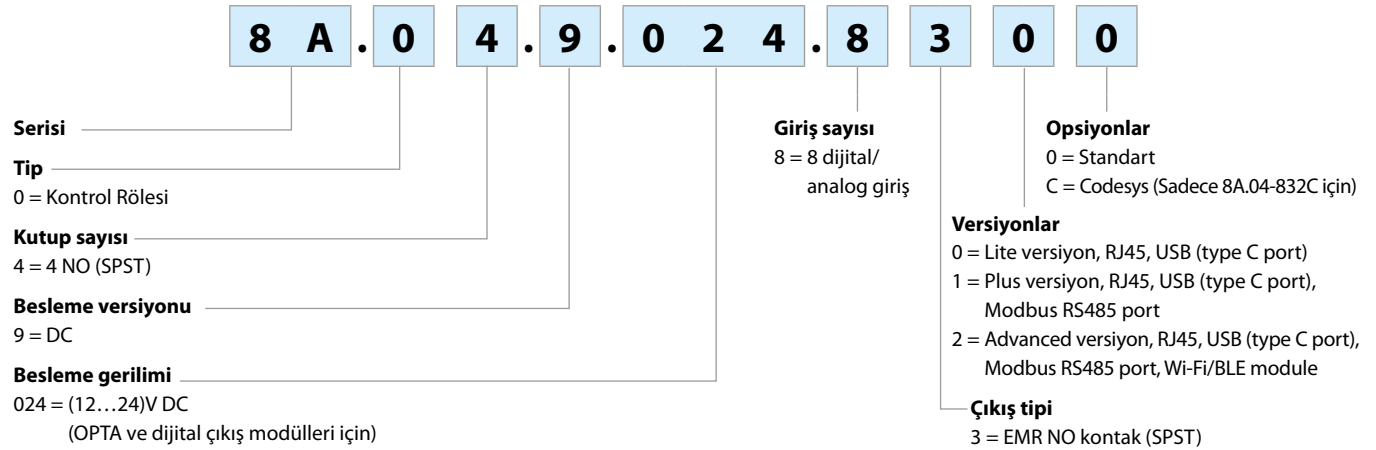 8 A . 0 4 . 9 . 0 2 4 . 8 3 0 0
Serisi
Tip
0 = Kontrol Rölesi
Kutup sayısı
4 = 4 NO (SPST)
Besleme versiyonu
9 = DC
Besleme gerilimi
024 = (12…24)V DC
(OPTA ve dijital çıkış modülleri için)
Giriş sayısı
8 = 8 dijital/
analog giriş
Opsiyonlar
0 = Standart
C = Codesys (Sadece 8A.04-832C için)
Versiyonlar
0 = Lite versiyon, RJ45, USB (type C port)
1 = Plus versiyon, RJ45, USB (type C port),
Modbus RS485 port
2 = Advanced versiyon, RJ45, USB (type C port),
Modbus RS485 port, Wi-Fi/BLE module
Çıkış tipi
3 = EMR NO kontak (SPST)